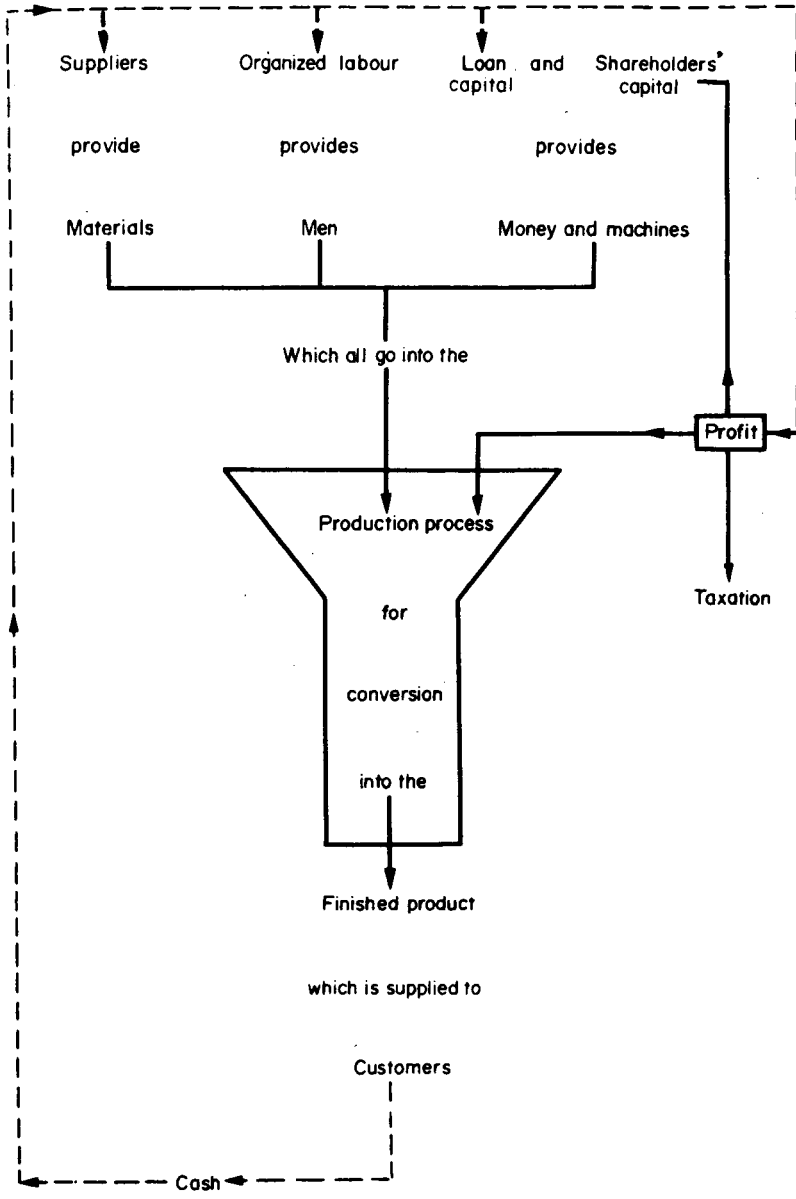 Suppliers
Organized labour
Loan and
capital
Shareholders'
capital
provide
provides
provides
Materials
Men
Money and machines
Which all go into the
Profit
Production process
Taxation
for
conversion
into the
Finished product
which is supplied to
Customers
Cash